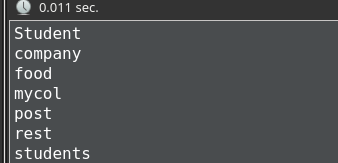 0.011 sec.
Student
company
food
mycol
post
rest
students